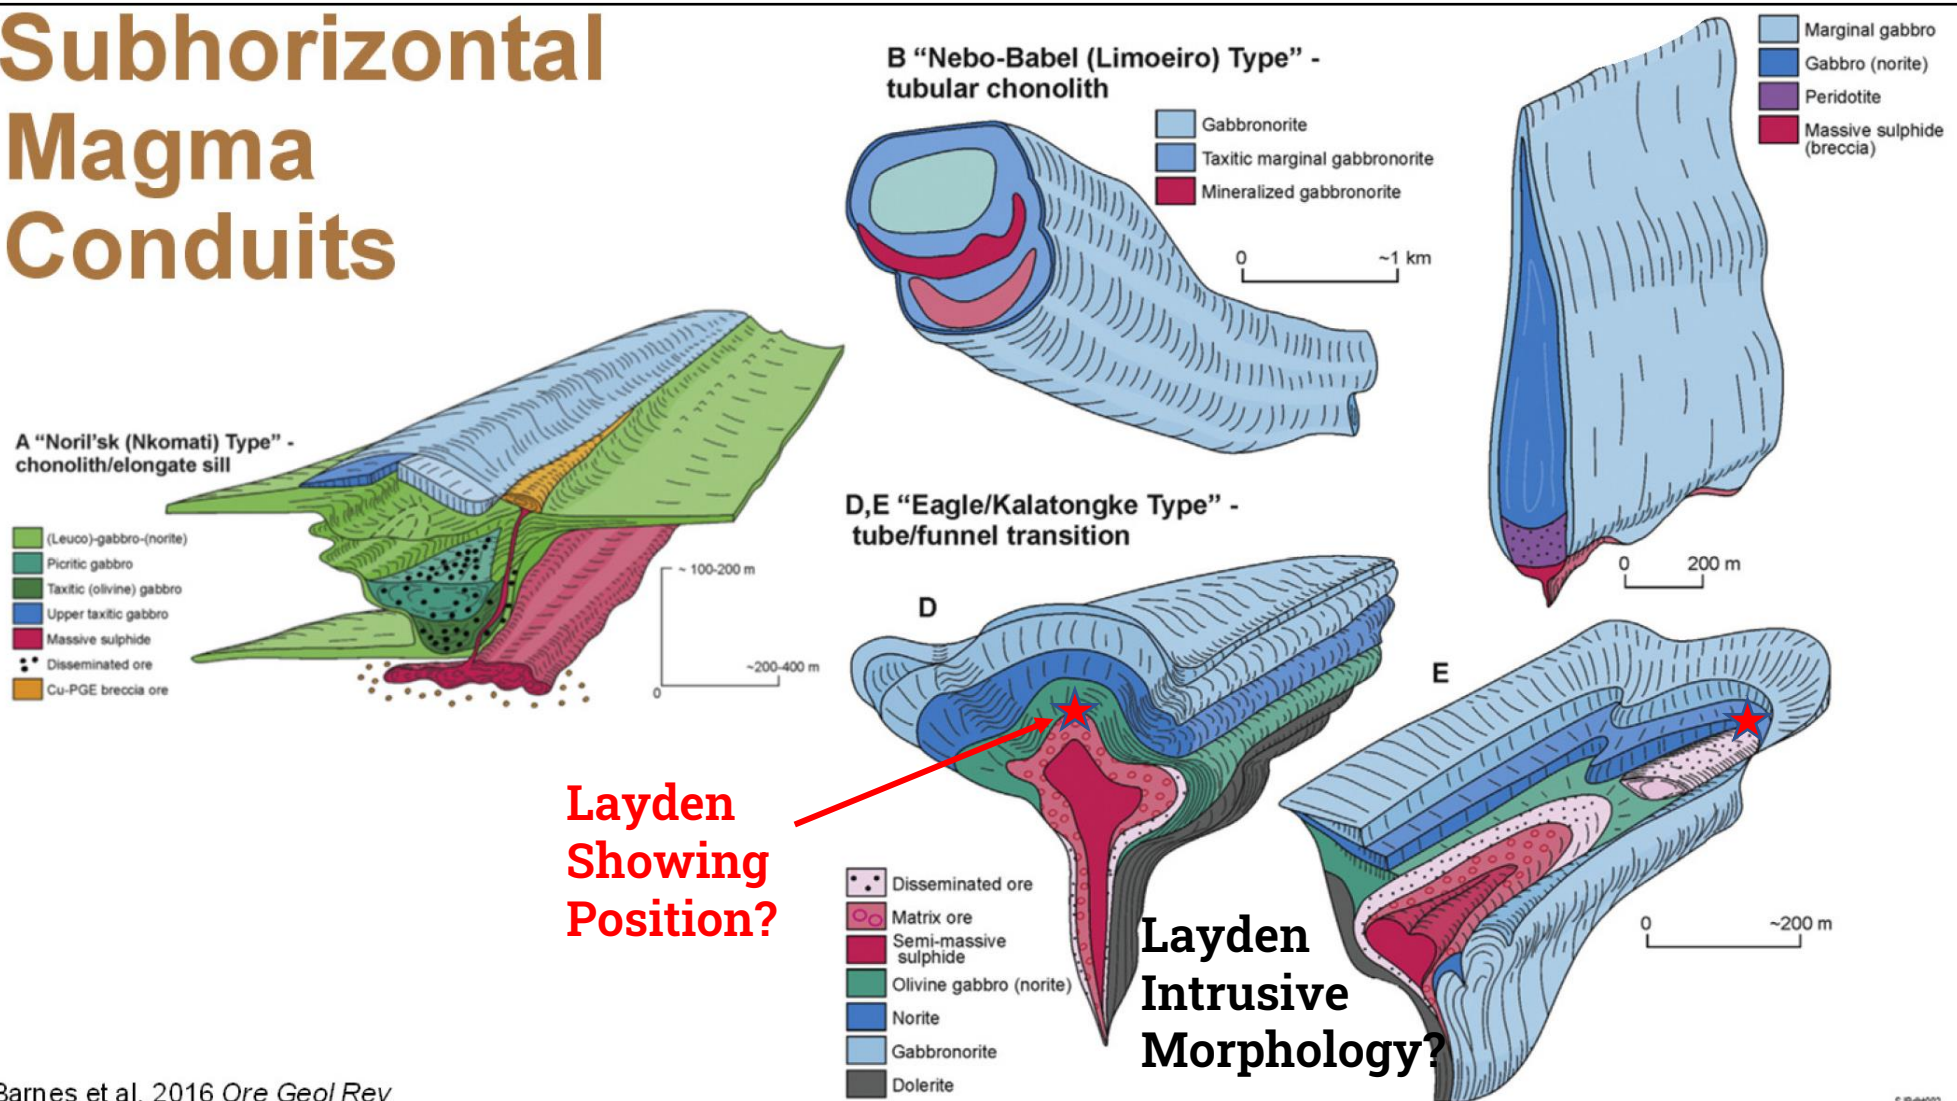 Subhorizontal
Magma
Conduits
A “Noril’sk (Nkomati) Type” -
chonolith/elongate sill
(Leuco)-gabbro-(norite)
Picritic gabbro
Taxitic (olivine) gabbro
Upper taxitic gabbro
Massive sulphide
Disseminated ore
Cu-PGE breccia ore
~ 100-200 m
~200-400 m
0
B “Nebo-Babel (Limoeiro) Type” -
tubular chonolith
Gabbronorite
Taxitic marginal gabbronorite
Mineralized gabbronorite
0 ~1 km
Marginal gabbro
Gabbro (norite)
Peridotite
Massive sulphide
(breccia)
0 200 m
D,E “Eagle/Kalatongke Type” -
tube/funnel transition
D
E
Layden
Showing
Position?
Disseminated ore
Matrix ore
Semi-massive
sulphide
Olivine gabbro (norite)
Norite
Gabbronorite
Dolerite
Layden
Intrusive
Morphology?
0 ~200 m
Barnes et al. 2016 Ore Geol Rev